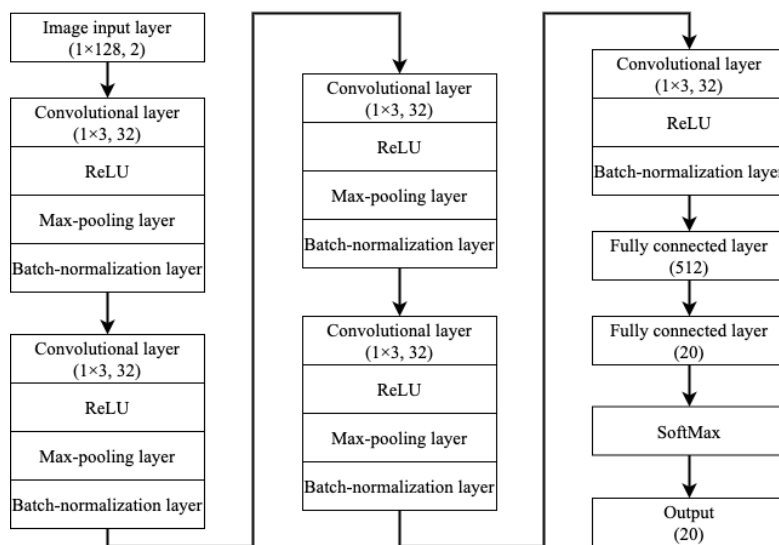 Image input layer
(1×128, 2)
Convolutional layer
(1×3, 32)
ReLU
Max-pooling layer
Batch-normalization layer
Convolutional layer
(1×3, 32)
ReLU
Max-pooling layer
Batch-normalization layer
Convolutional layer
(1×3, 32)
ReLU
Max-pooling layer
Batch-normalization layer
Convolutional layer
(1×3, 32)
ReLU
Max-pooling layer
Batch-normalization layer
Convolutional layer
(1×3, 32)
ReLU
Batch-normalization layer
Fully connected layer
(512)
Fully connected layer
(20)
SoftMax
Output
(20)